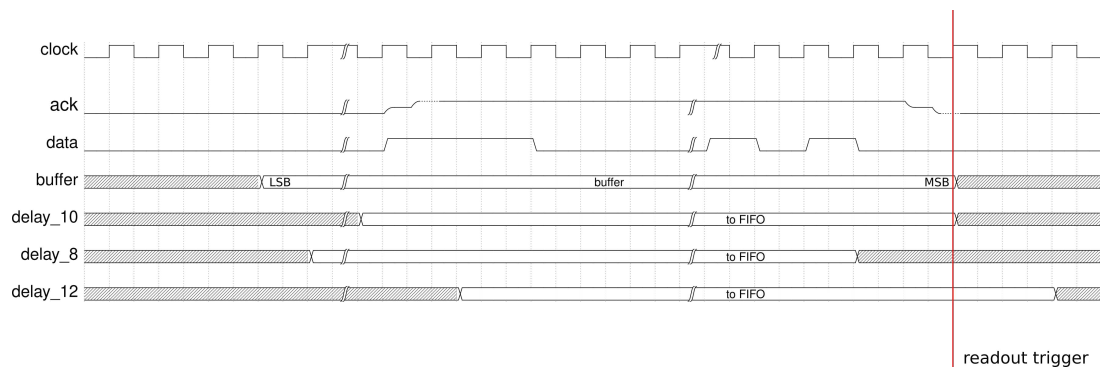 clock
ack
data
buffer LSB buffer MSB
delay_10 to FIFO
delay_8 to FIFO
delay_12 to FIFO
readout trigger